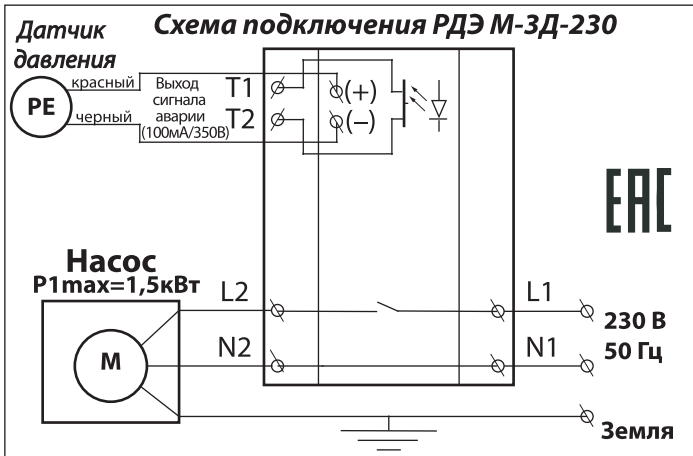 Схема подключения РДЭ М-3Д-230
Датчик
давления
красный
PE
черный
Выход
сигнала
аварии
(100мА/350В)
T1
T2
(+)
(−)
EAC
Насос
P1max=1,5кВт
M
L2
N2
L1
N1
230 В
50 Гц
Земля